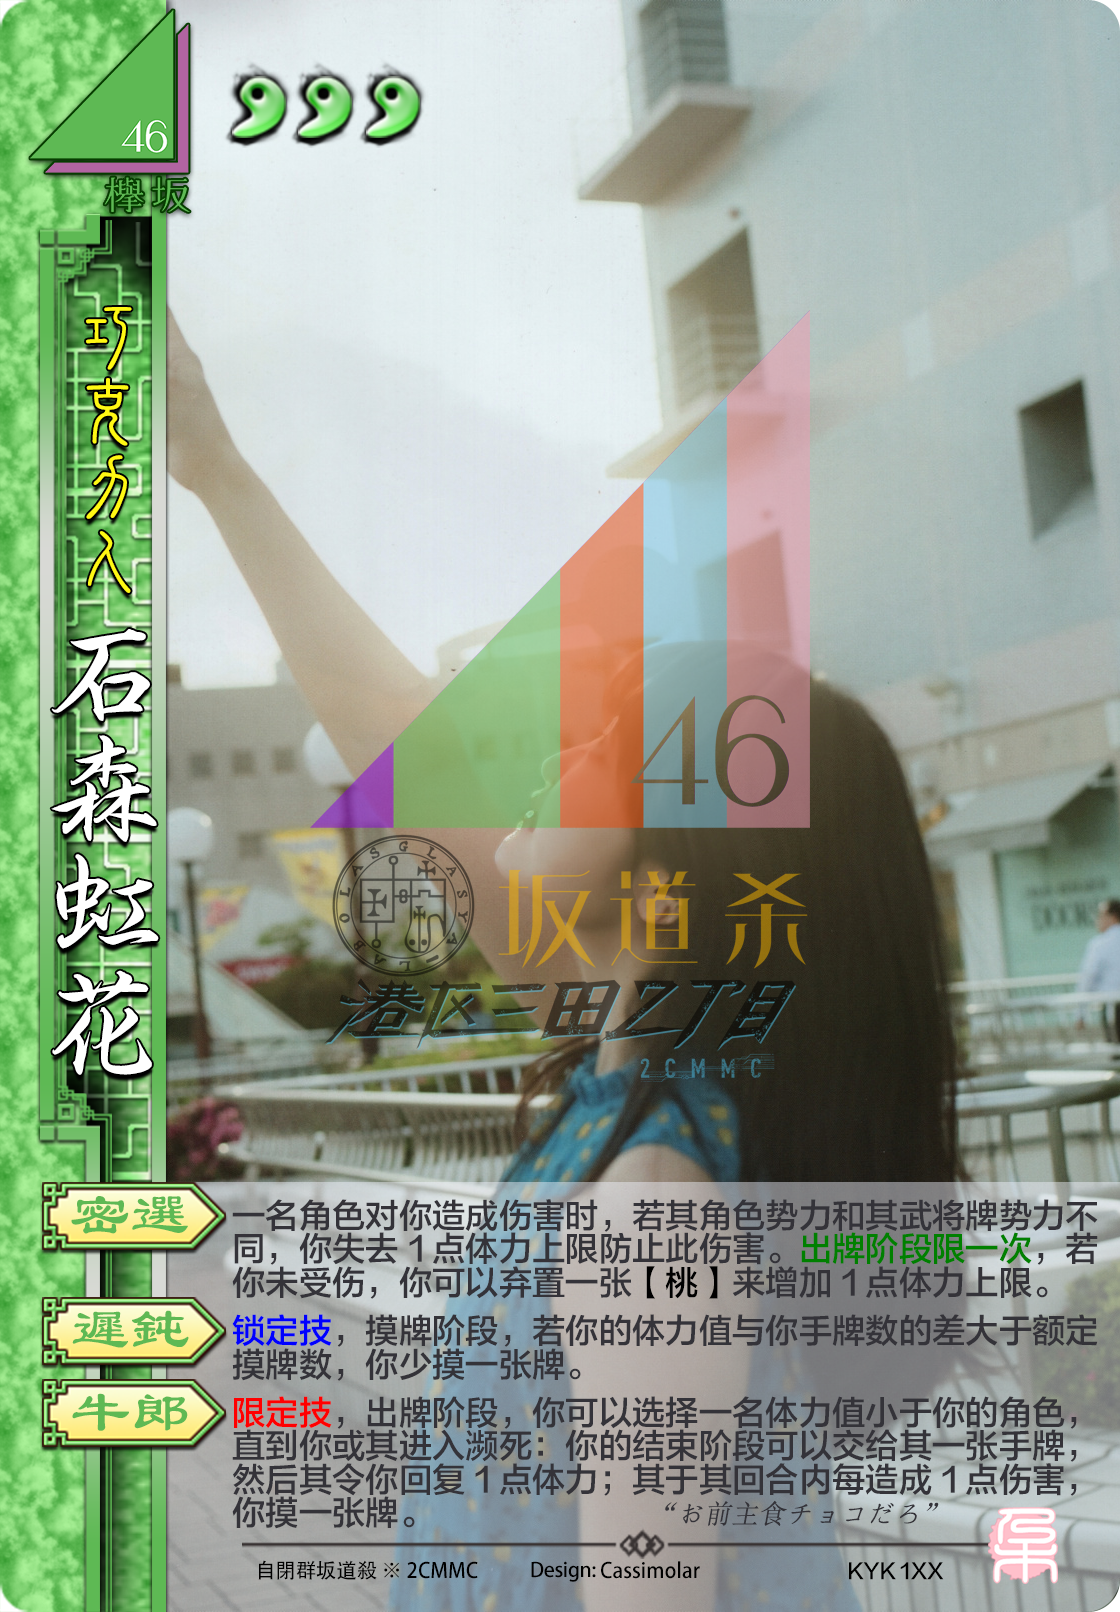 46
欅坂
巧克力人
石森虹花
46
GLASYA-LABOLAS
坂道杀
港区三田乙丁目
2CMMC
密選
一名角色对你造成伤害时，若其角色势力和其武将牌势力不
同，你失去1点体力上限防止此伤害。出牌阶段限一次，若
你未受伤，你可以弃置一张【桃】来增加1点体力上限。
遲鈍
锁定技，摸牌阶段，若你的体力值与你手牌数的差大于额定
摸牌数，你少摸一张牌。
牛郎
限定技，出牌阶段，你可以选择一名体力值小于你的角色，
直到你或其进入濒死：你的结束阶段可以交给其一张手牌，
然后其令你回复1点体力；其于其回合内每造成1点伤害，
你摸一张牌。
“お前主食チョコだろ”
自閉群坂道殺 ※ 2CMMC
Design: Cassimolar
KYK 1XX